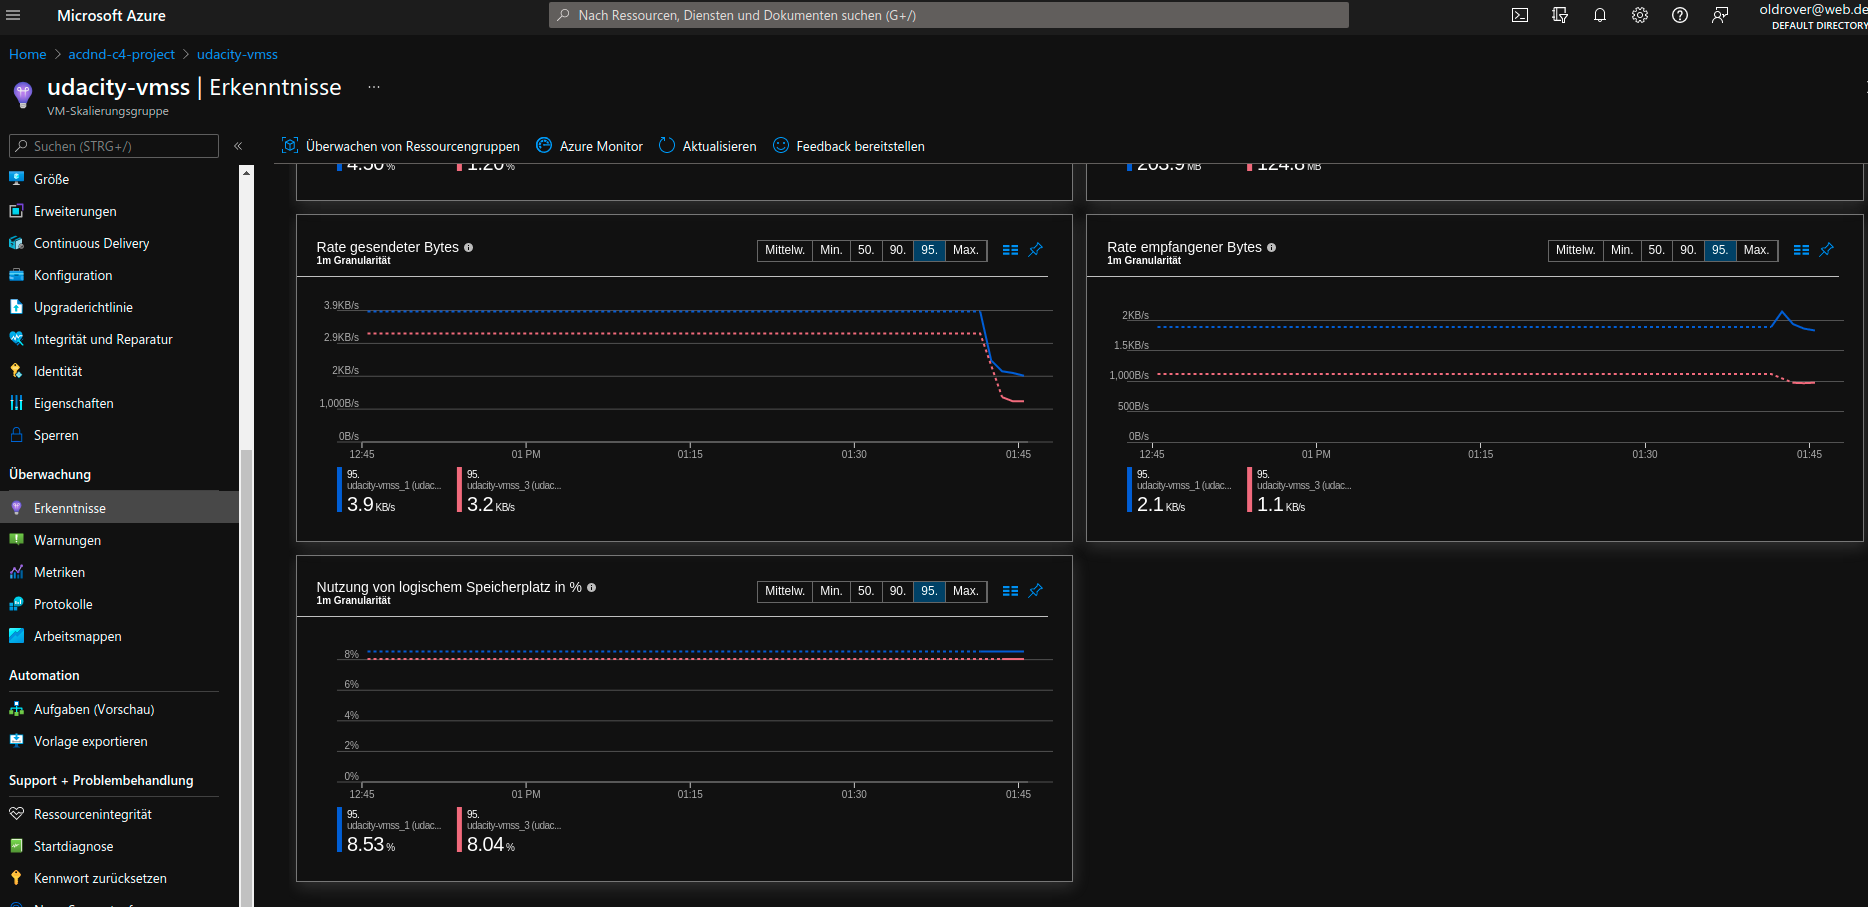 Microsoft Azure
Nach Ressourcen, Diensten und Dokumenten suchen (G+/)
oldrover@web.de
DEFAULT DIRECTORY
Home > acdnd-c4-project > udacity-vmss
udacity-vmss | Erkenntnisse ...
VM-Skalierungsgruppe
Suchen (STRG+/)
«
Überwachen von Ressourcengruppen
Azure Monitor
Aktualisieren
Feedback bereitstellen
Größe
Erweiterungen
Continuous Delivery
Konfiguration
Upgraderichtlinie
Integrität und Reparatur
Identität
Eigenschaften
Sperren
Überwachung
Erkenntnisse
Warnungen
Metriken
Protokolle
Arbeitsmappen
Automation
Aufgaben (Vorschau)
Vorlage exportieren
Support + Problembehandlung
Ressourcenintegrität
Startdiagnose
Kennwort zurücksetzen
%
1.20 %
MB
124.8 MB
Rate gesendeter Bytes
1m Granularität
Mittelw. Min. 50. 90. 95. Max.
3.9KB/s
2.9KB/s
2KB/s
1,000B/s
0B/s
12:45 01 PM 01:15 01:30 01:45
95.
udacity-vmss_1 (udac...
3.9 KB/s
95.
udacity-vmss_3 (udac...
3.2 KB/s
Rate empfangener Bytes
1m Granularität
Mittelw. Min. 50. 90. 95. Max.
2KB/s
1.5KB/s
1,000B/s
500B/s
0B/s
12:45 01 PM 01:15 01:30 01:45
95.
udacity-vmss_1 (udac...
2.1 KB/s
95.
udacity-vmss_3 (udac...
1.1 KB/s
Nutzung von logischem Speicherplatz in %
1m Granularität
Mittelw. Min. 50. 90. 95. Max.
8%
6%
4%
2%
0%
12:45 01 PM 01:15 01:30 01:45
95.
udacity-vmss_1 (udac...
8.53 %
95.
udacity-vmss_3 (udac...
8.04 %